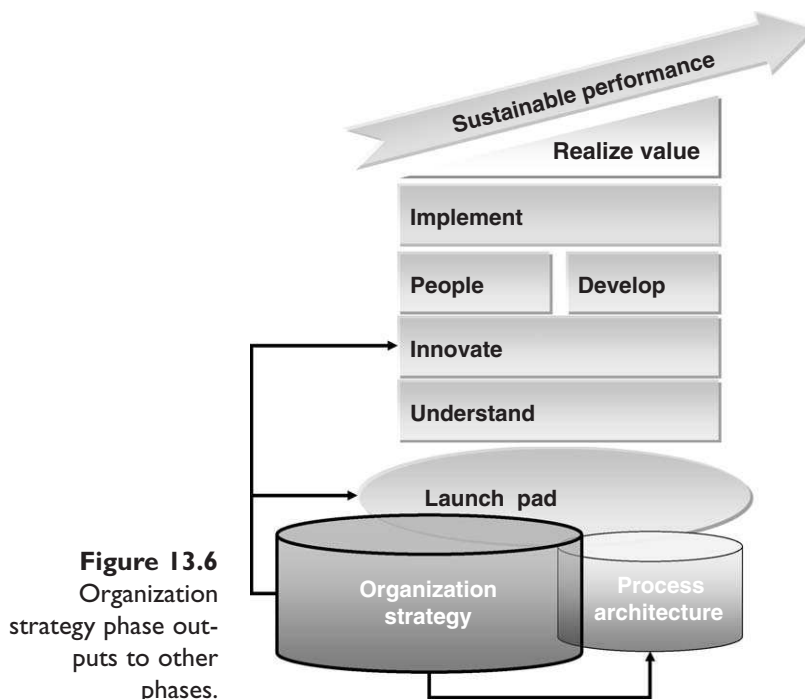 Sustainable performance
Realize value
Implement
People
Develop
Innovate
Understand
Launch pad
Organization
strategy
Process
architecture
Figure 13.6
Organization
strategy phase out-
puts to other
phases.